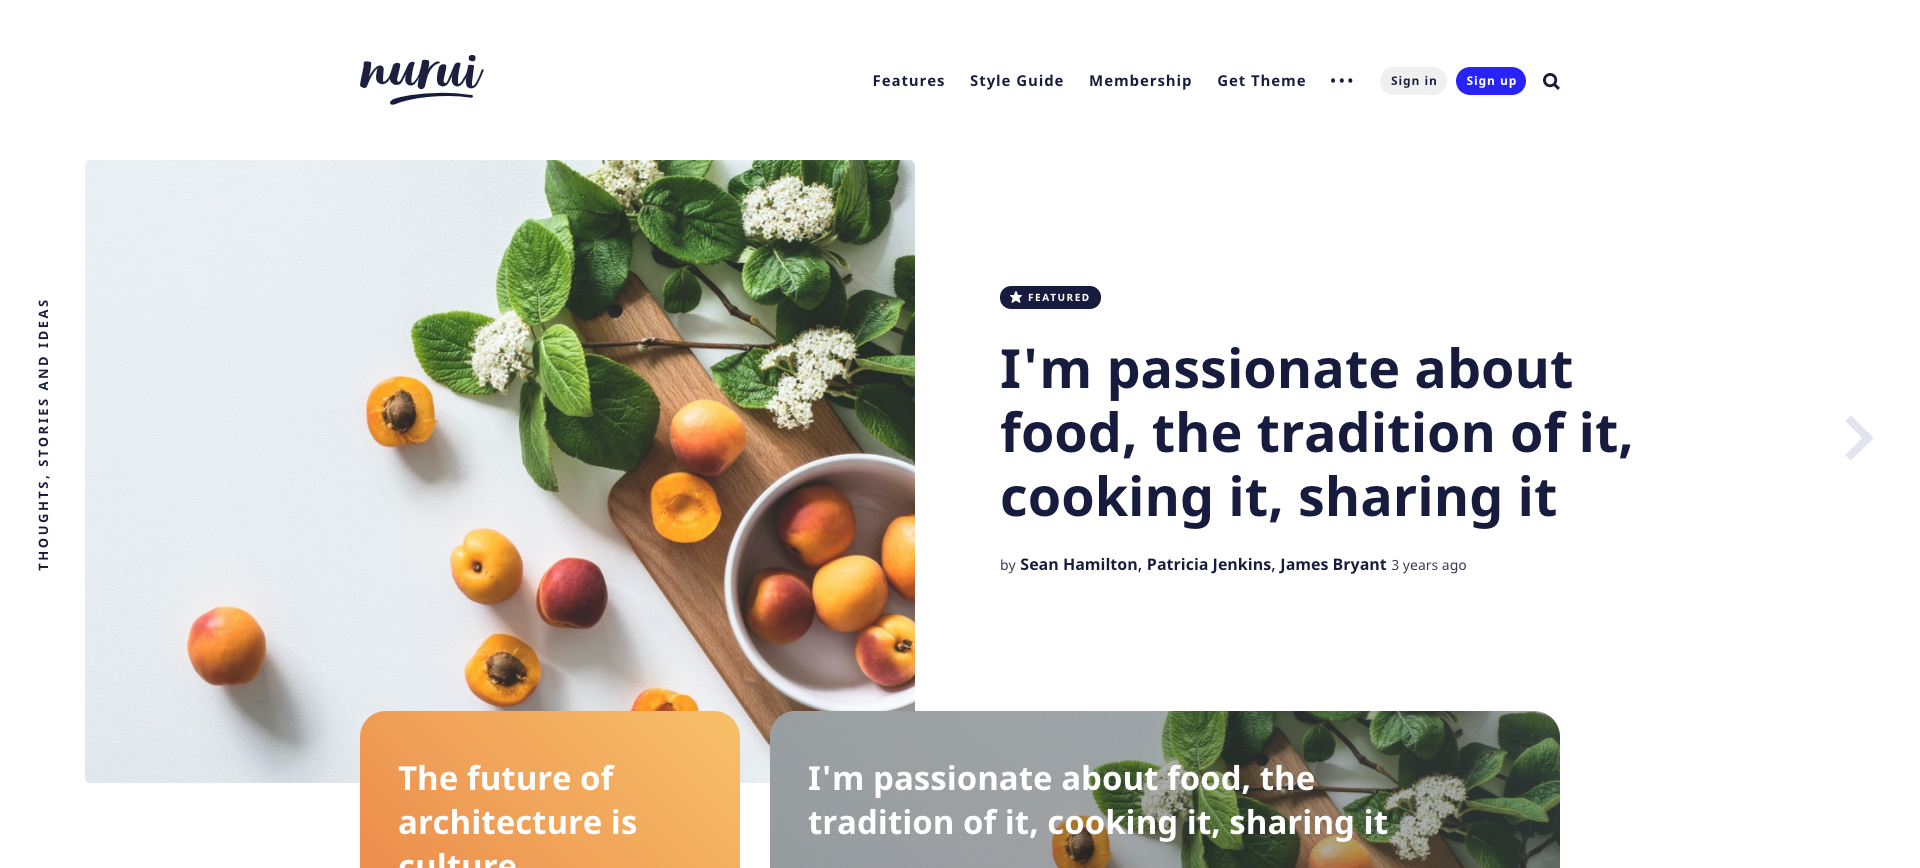 nurui
Features
Style Guide
Membership
Get Theme
Sign in
Sign up
THOUGHTS, STORIES AND IDEAS
FEATURED
I'm passionate about
food, the tradition of it,
cooking it, sharing it
by Sean Hamilton, Patricia Jenkins, James Bryant 3 years ago
The future of
architecture is
culture
I'm passionate about food, the
tradition of it, cooking it, sharing it